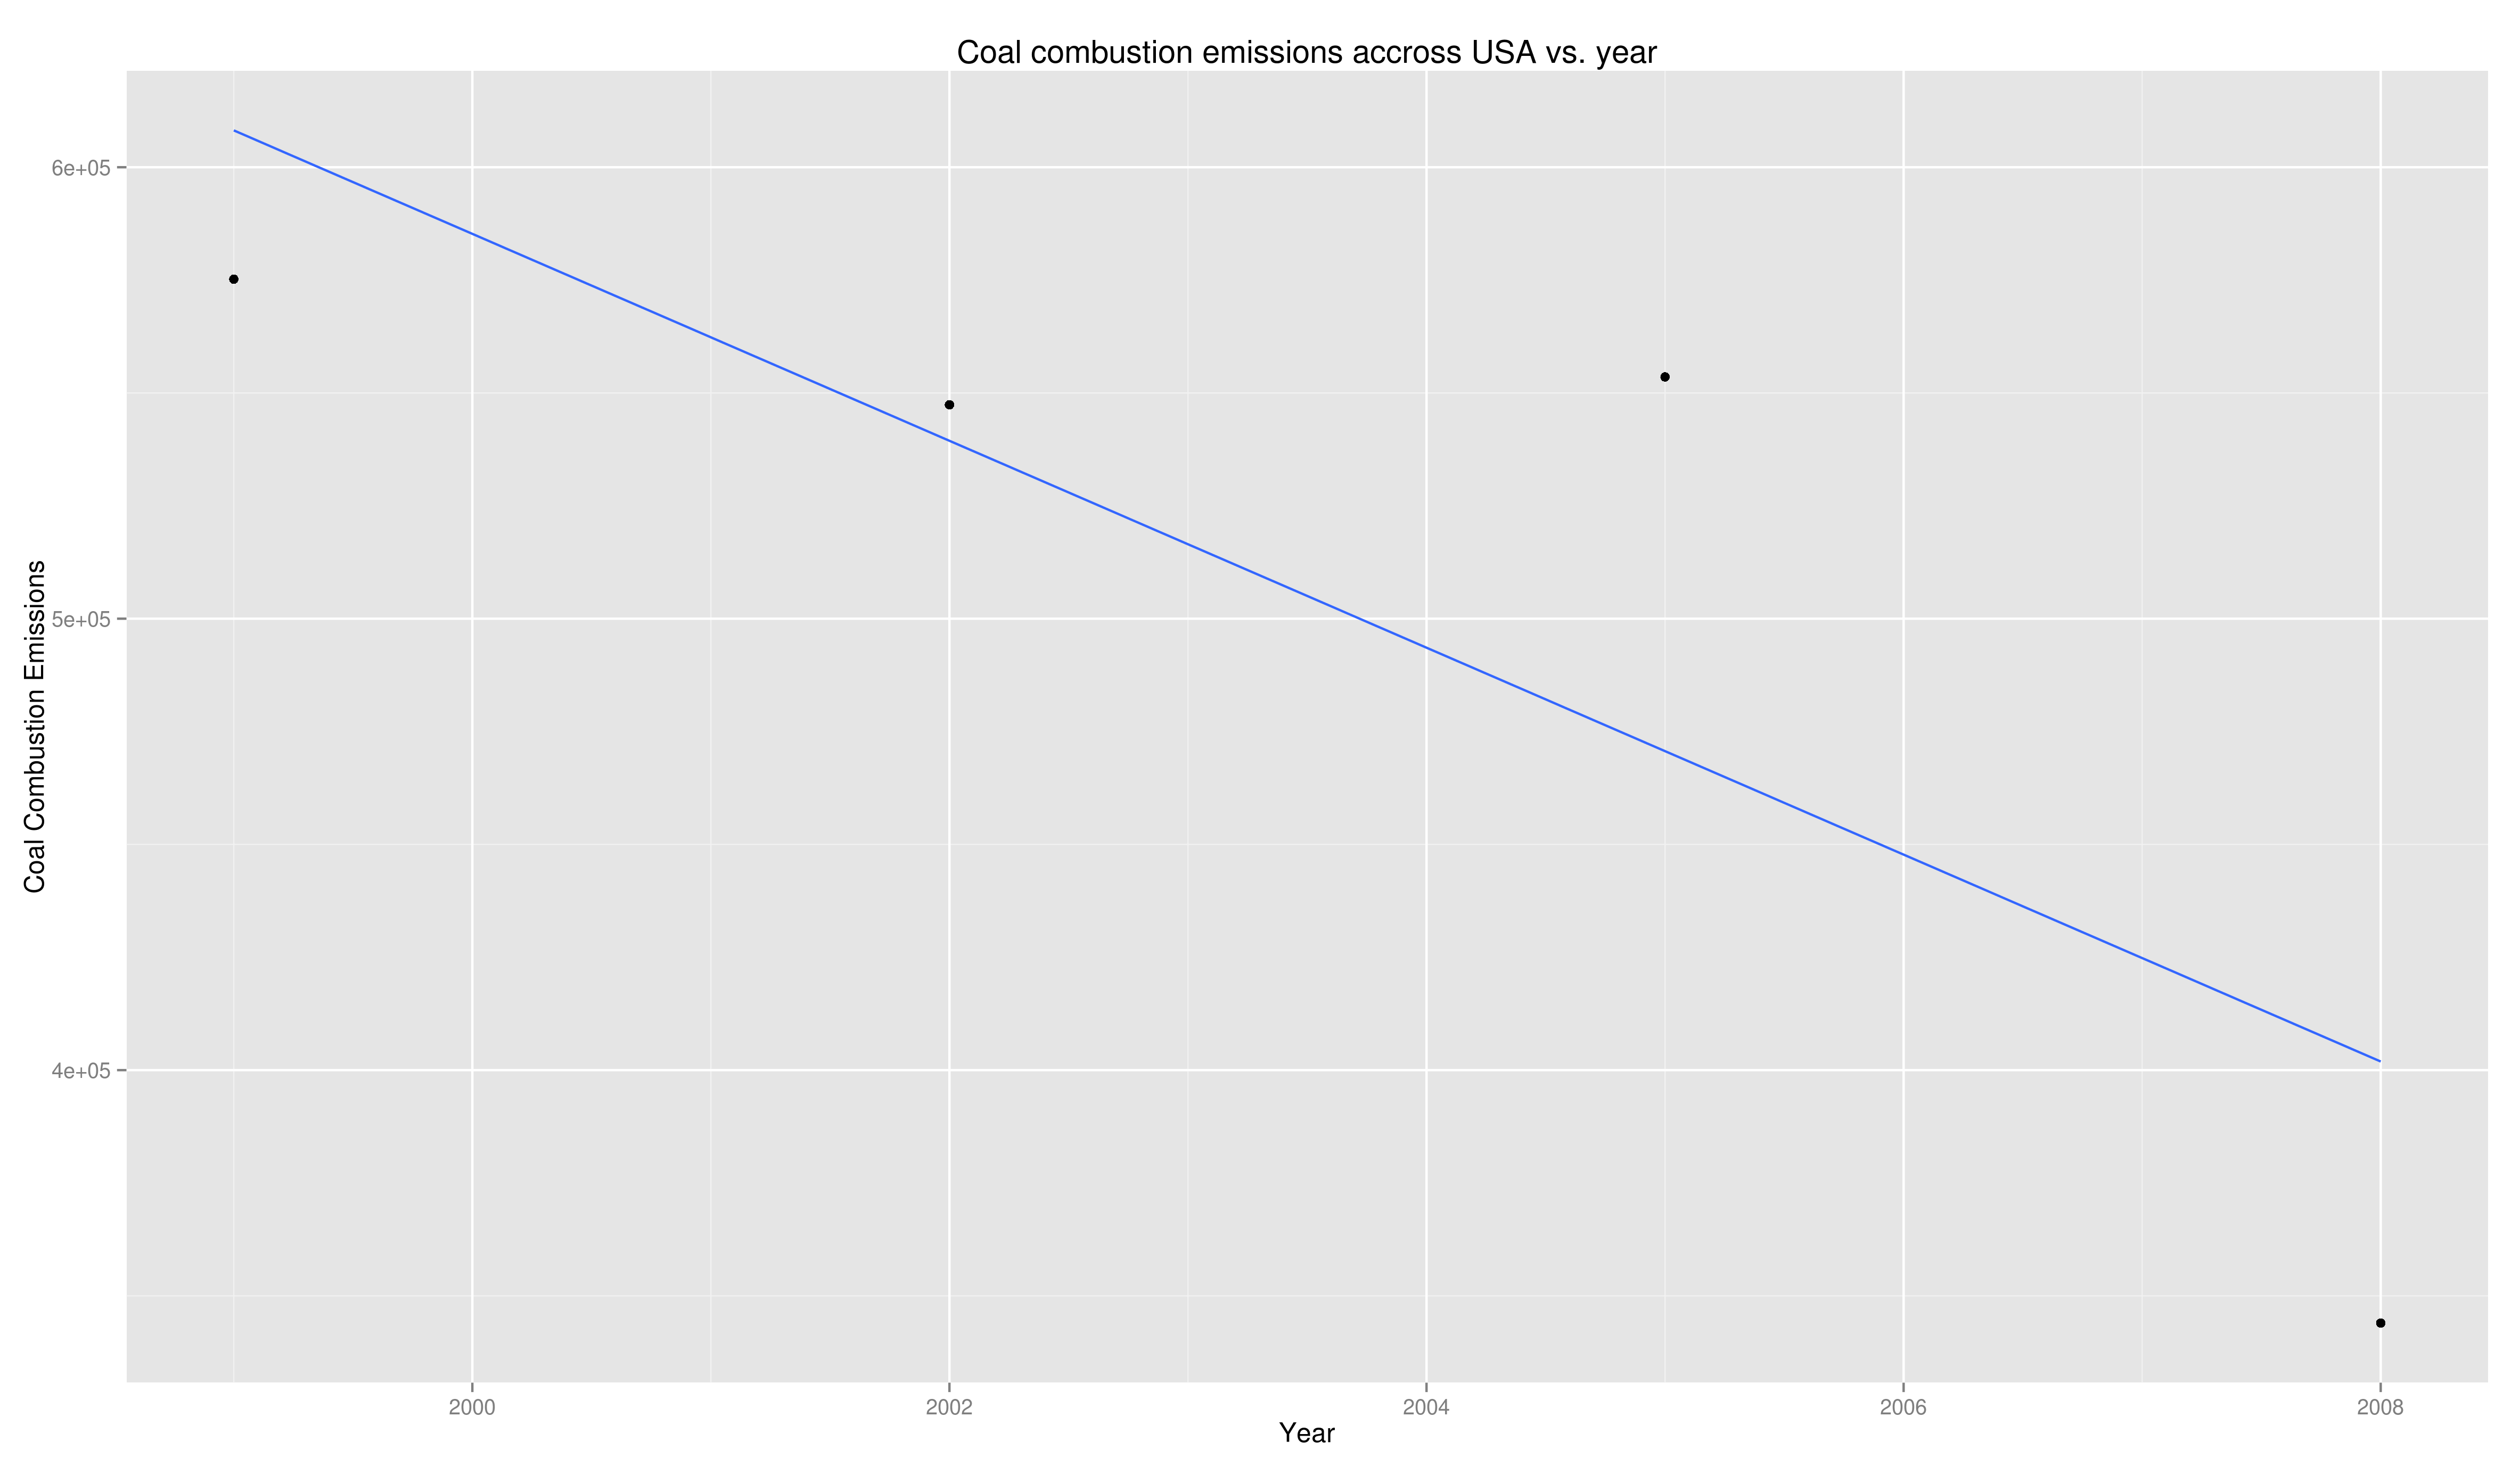 Coal combustion emissions accross USA vs. year
Coal Combustion Emissions
6e+05
5e+05
4e+05
2000
2002
2004
2006
2008
Year